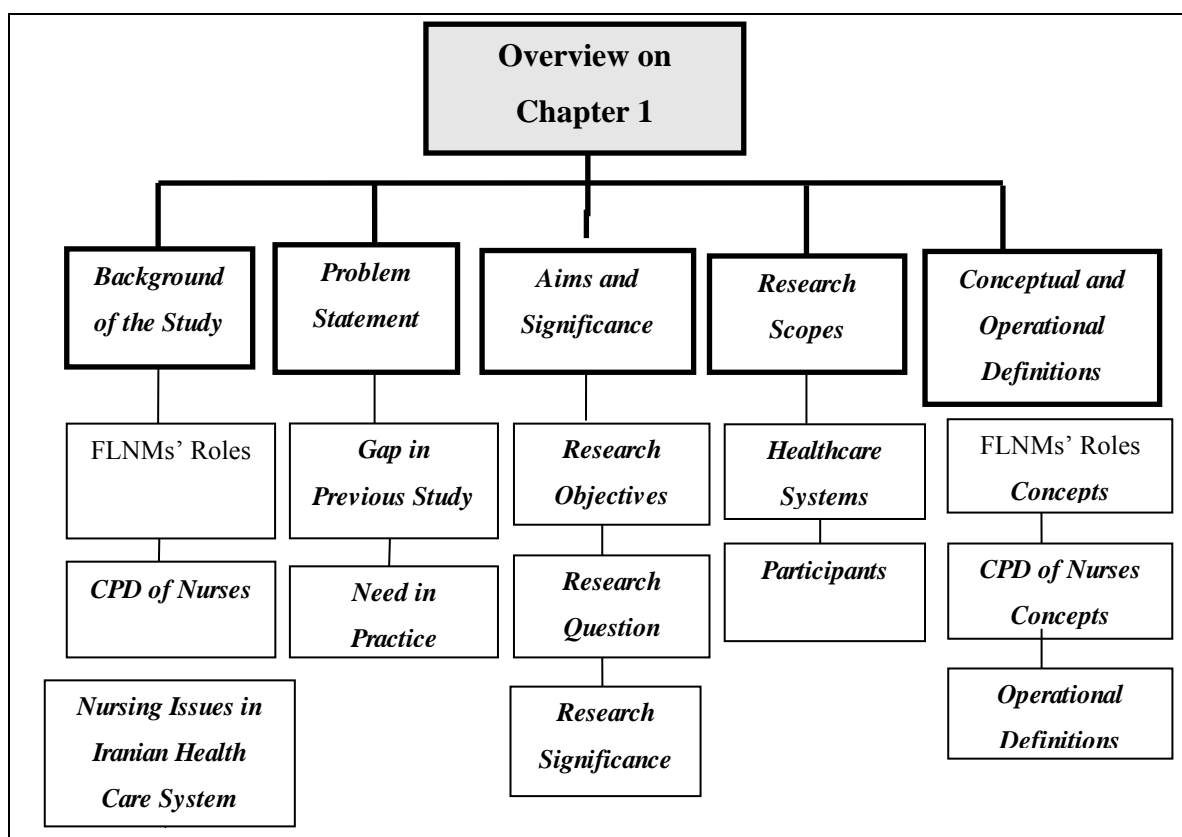 Overview on
Chapter 1
Background
of the Study
Problem
Statement
Aims and
Significance
Research
Scopes
Conceptual and
Operational
Definitions
FLNMs’ Roles
CPD of Nurses
Nursing Issues in
Iranian Health
Care System
Gap in
Previous Study
Need in
Practice
Research
Objectives
Research
Question
Research
Significance
Healthcare
Systems
Participants
FLNMs’ Roles
Concepts
CPD of Nurses
Concepts
Operational
Definitions